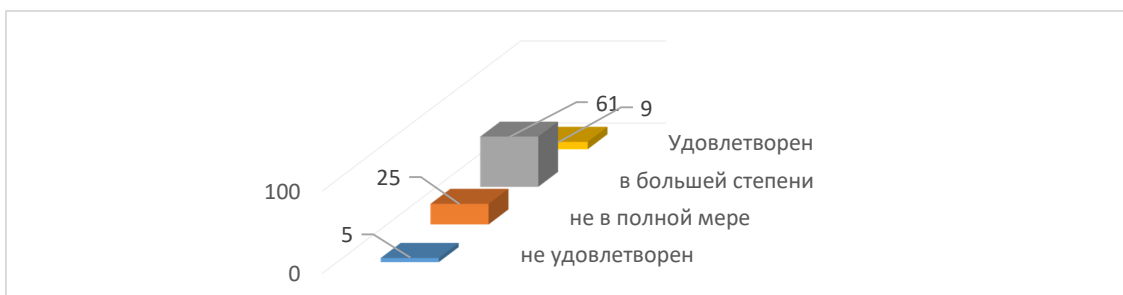 61
9
Удовлетворен
в большей степени
100
25
не в полной мере
5
не удовлетворен
0